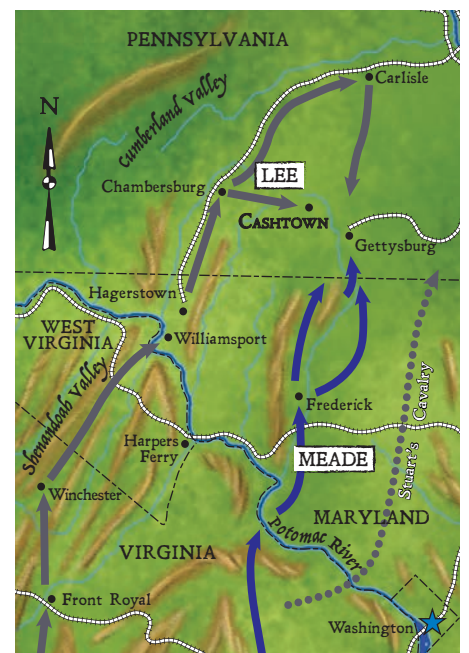 PENNSYLVANIA
Cumberland Valley
Carlisle
N
LEE
Chambersburg
CASHTOWN
Gettysburg
Hagerstown
WEST
VIRGINIA
Williamsport
Shenandoah Valley
Frederick
Stuart's Cavalry
Harpers
Ferry
MEADE
Winchester
MARYLAND
Potomac River
VIRGINIA
Front Royal
Washington